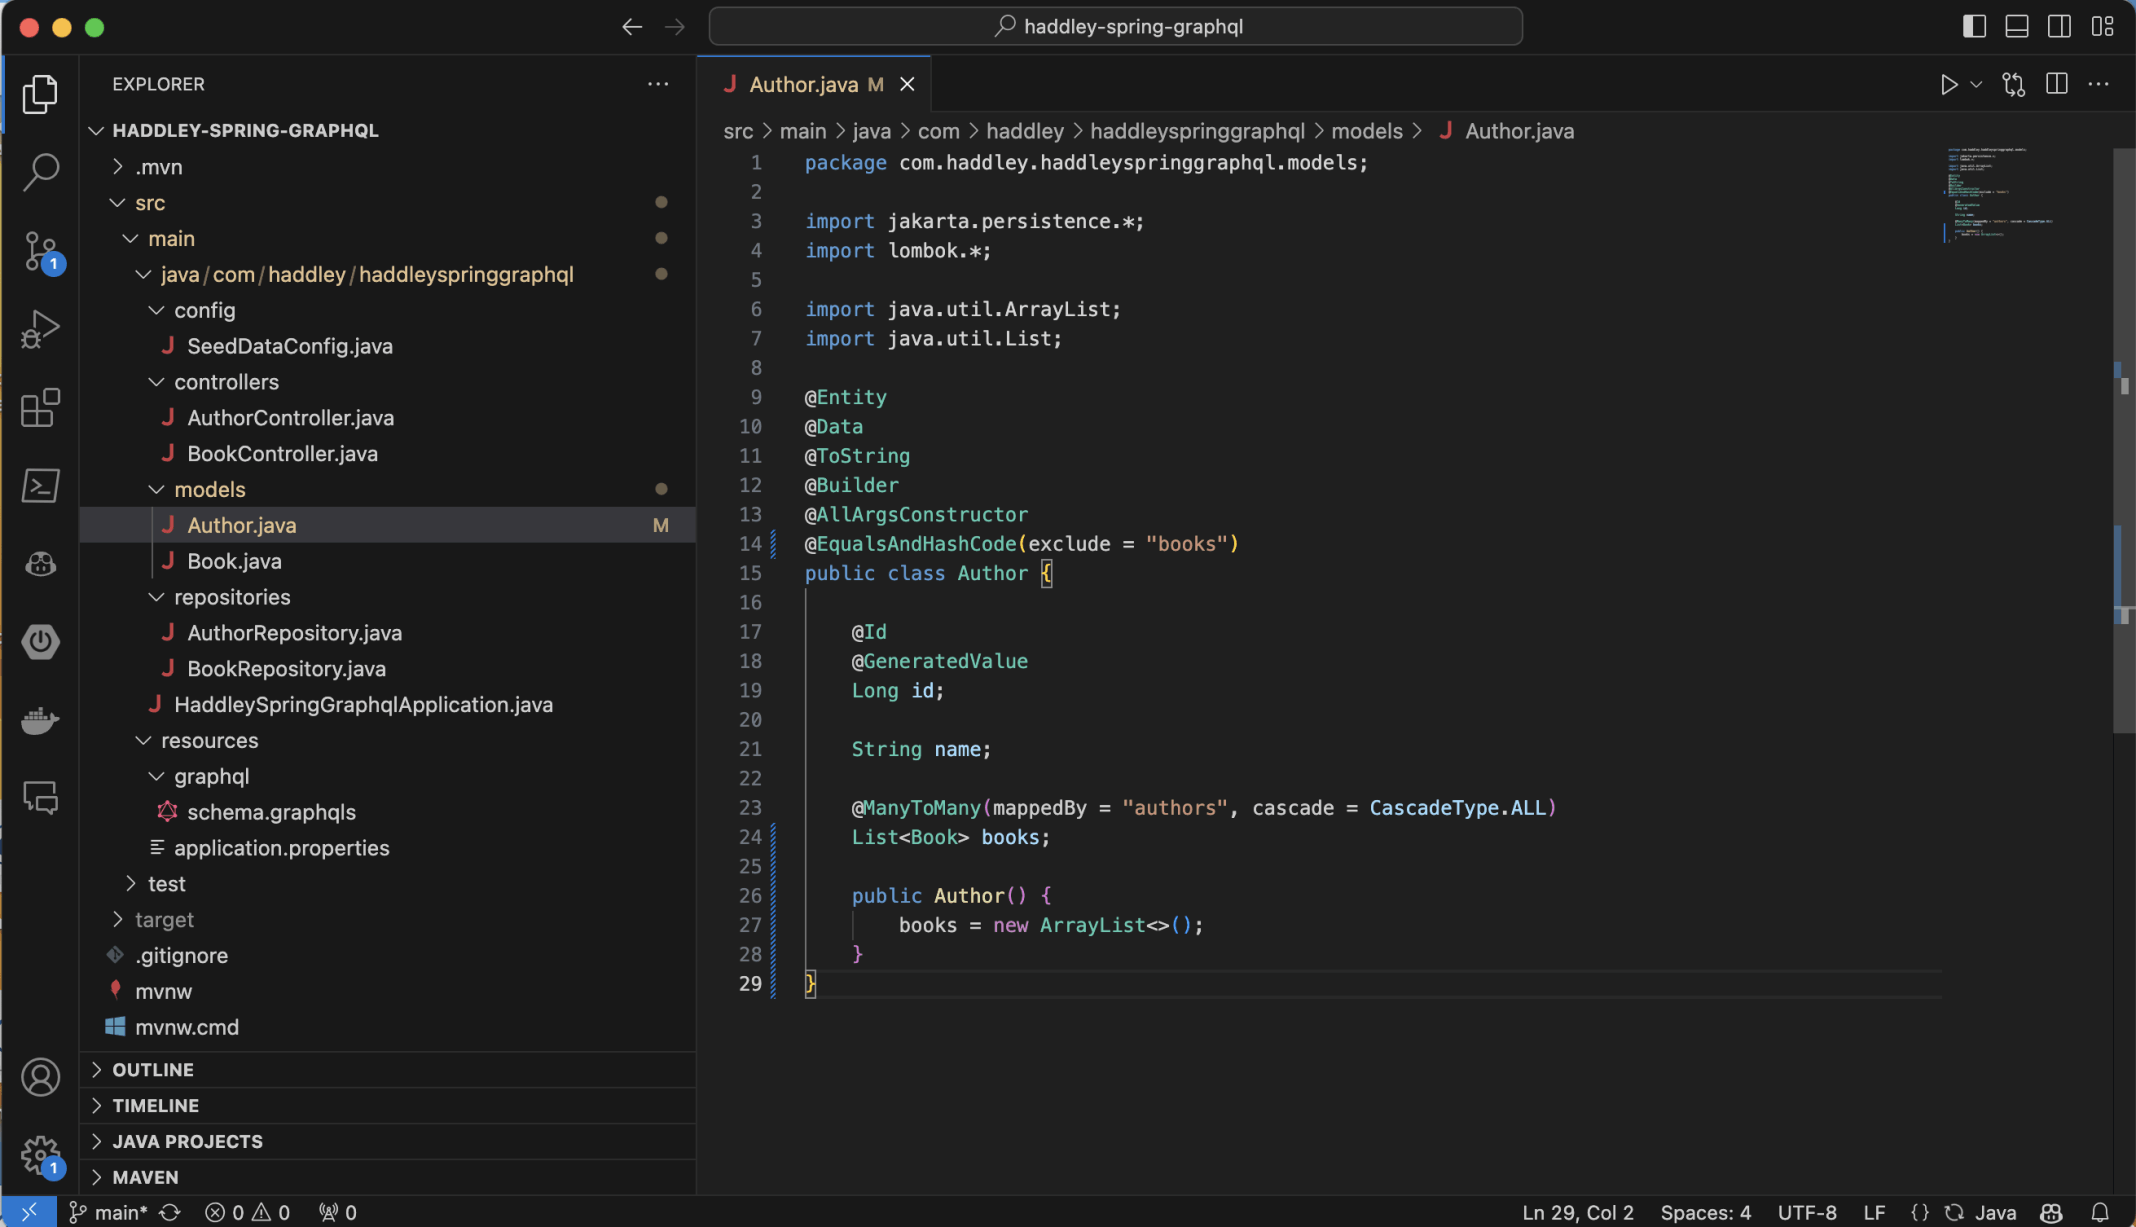 haddley-spring-graphql
EXPLORER
HADDLEY-SPRING-GRAPHQL
.mvn
src
main
java/com/haddley/haddleyspringgraphql
config
SeedDataConfig.java
controllers
AuthorController.java
BookController.java
models
Author.java M
Book.java
repositories
AuthorRepository.java
BookRepository.java
HaddleySpringGraphqlApplication.java
resources
graphql
schema.graphqls
application.properties
test
target
.gitignore
mvnw
mvnw.cmd
OUTLINE
TIMELINE
JAVA PROJECTS
MAVEN
1
1
Author.java M
src > main > java > com > haddley > haddleyspringgraphql > models > Author.java
1 package com.haddley.haddleyspringgraphql.models;
2
3 import jakarta.persistence.*;
4 import lombok.*;
5
6 import java.util.ArrayList;
7 import java.util.List;
8
9 @Entity
10 @Data
11 @ToString
12 @Builder
13 @AllArgsConstructor
14 @EqualsAndHashCode(exclude = "books")
15 public class Author {
16
17 @Id
18 @GeneratedValue
19 Long id;
20
21 String name;
22
23 @ManyToMany(mappedBy = "authors", cascade = CascadeType.ALL)
24 List<Book> books;
25
26 public Author() {
27 books = new ArrayList<>();
28 }
29 }
main* 0 0 0
Ln 29, Col 2 Spaces: 4 UTF-8 LF {} Java